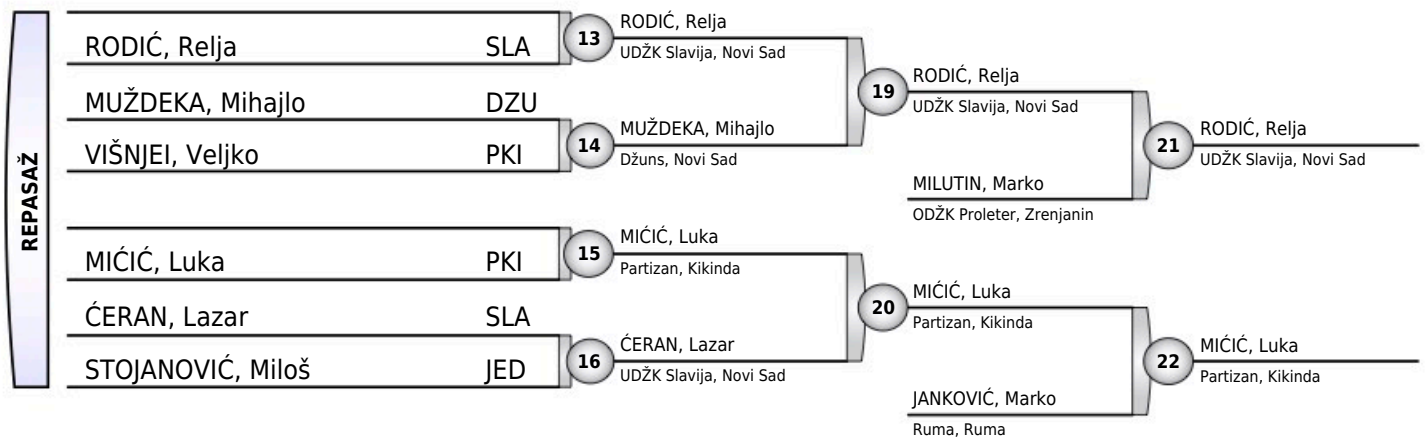 REPASAŽ
RODIĆ, Relja SLA
MUŽDEKA, Mihajlo DZU
VIŠNJEI, Veljko PKI
MIĆIĆ, Luka PKI
ĆERAN, Lazar SLA
STOJANOVIĆ, Miloš JED
13
RODIĆ, Relja
UDŽK Slavija, Novi Sad
14
MUŽDEKA, Mihajlo
Džuns, Novi Sad
15
MIĆIĆ, Luka
Partizan, Kikinda
16
ĆERAN, Lazar
UDŽK Slavija, Novi Sad
19
RODIĆ, Relja
UDŽK Slavija, Novi Sad
MILUTIN, Marko
ODŽK Proleter, Zrenjanin
20
MIĆIĆ, Luka
Partizan, Kikinda
JANKOVIĆ, Marko
Ruma, Ruma
21
RODIĆ, Relja
UDŽK Slavija, Novi Sad
22
MIĆIĆ, Luka
Partizan, Kikinda